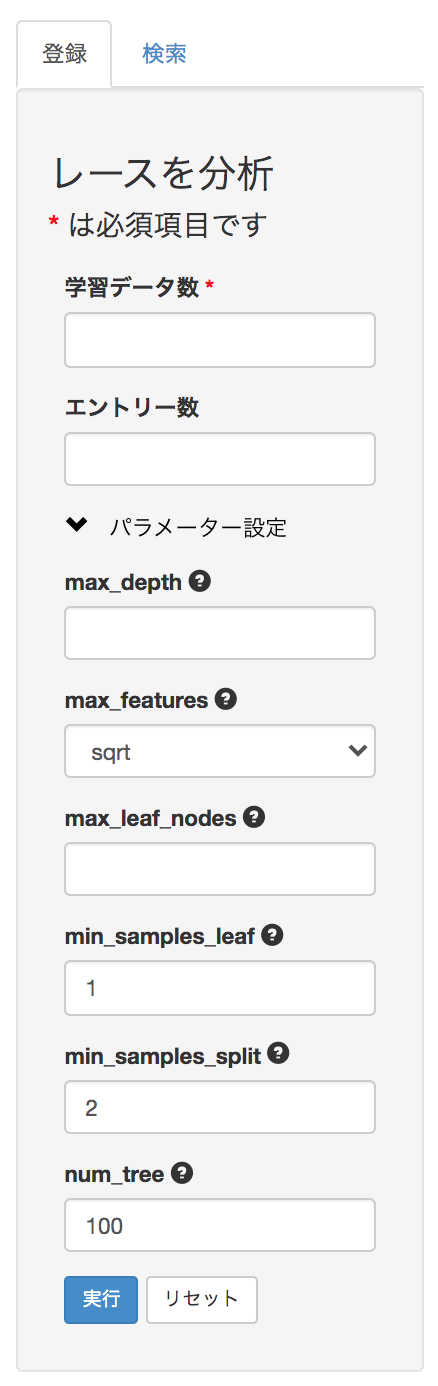 登録 検索
レースを分析
* は必須項目です
学習データ数 *
エントリー数
パラメーター設定
max_depth ?
max_features ?
sqrt
max_leaf_nodes ?
min_samples_leaf ?
1
min_samples_split ?
2
num_tree ?
100
実行 リセット